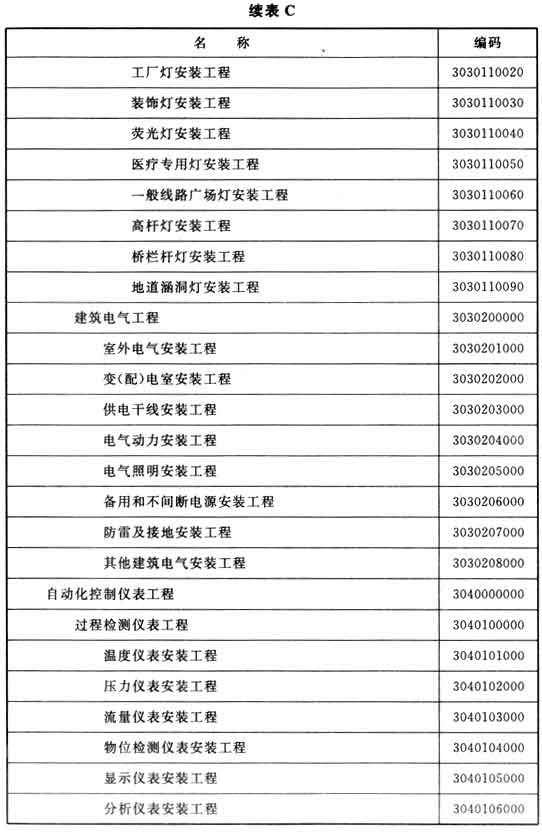 续表 C
名 称 编码
工厂灯安装工程 3030110020
装饰灯安装工程 3030110030
荧光灯安装工程 3030110040
医疗专用灯安装工程 3030110050
一般线路广场灯安装工程 3030110060
高杆灯安装工程 3030110070
桥栏杆灯安装工程 3030110080
地道涵洞灯安装工程 3030110090
建筑电气工程 3030200000
室外电气安装工程 3030201000
变(配)电室安装工程 3030202000
供电干线安装工程 3030203000
电气动力安装工程 3030204000
电气照明安装工程 3030205000
备用和不间断电源安装工程 3030206000
防雷及接地安装工程 3030207000
其他建筑电气安装工程 3030208000
自动化控制仪表工程 3040000000
过程检测仪表工程 3040100000
温度仪表安装工程 3040101000
压力仪表安装工程 3040102000
流量仪表安装工程 3040103000
物位检测仪表安装工程 3040104000
显示仪表安装工程 3040105000
分析仪表安装工程 3040106000